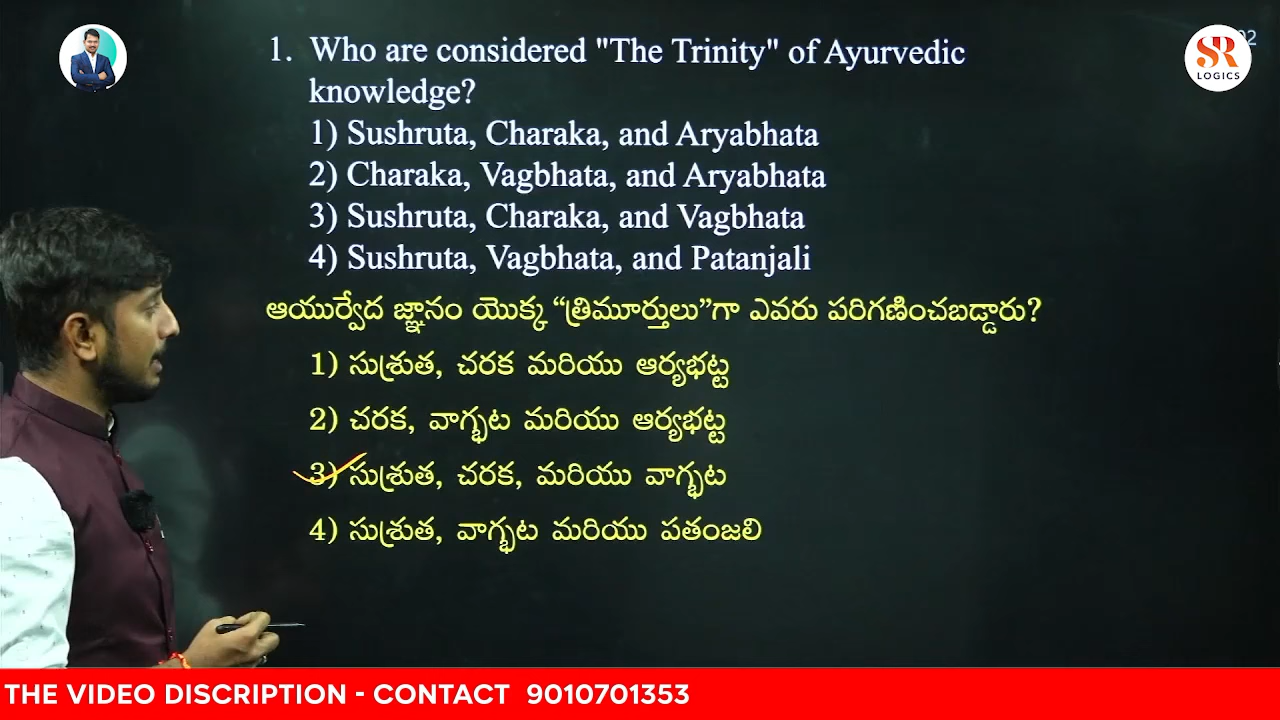 1. Who are considered "The Trinity" of Ayurvedic
knowledge?
1) Sushruta, Charaka, and Aryabhata
2) Charaka, Vagbhata, and Aryabhata
3) Sushruta, Charaka, and Vagbhata
4) Sushruta, Vagbhata, and Patanjali
ఆయుర్వేద జ్ఞానం యొక్క “త్రిమూర్తులు”గా ఎవరు పరిగణించబడ్డారు?
1) సుశ్రుత, చరక మరియు ఆర్యభట్ట
2) చరక, వాగ్భట మరియు ఆర్యభట్ట
3) సుశ్రుత, చరక, మరియు వాగ్భట
4) సుశ్రుత, వాగ్భట మరియు పతంజలి
SR
LOGICS
THE VIDEO DISCRIPTION - CONTACT 9010701353